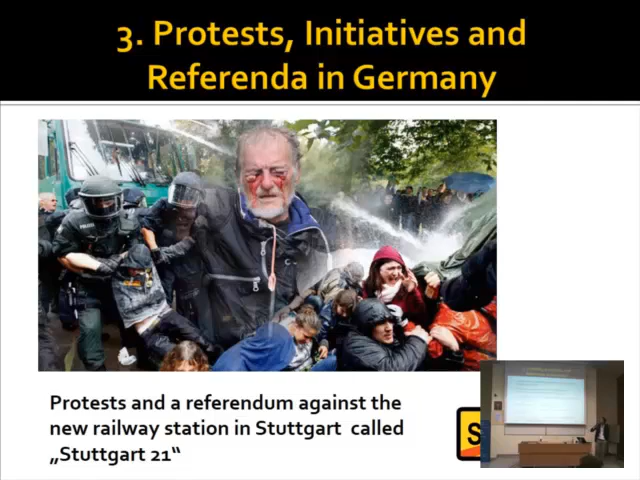 3. Protests, Initiatives and
Referenda in Germany
Protests and a referendum against the
new railway station in Stuttgart called
„Stuttgart 21“
S